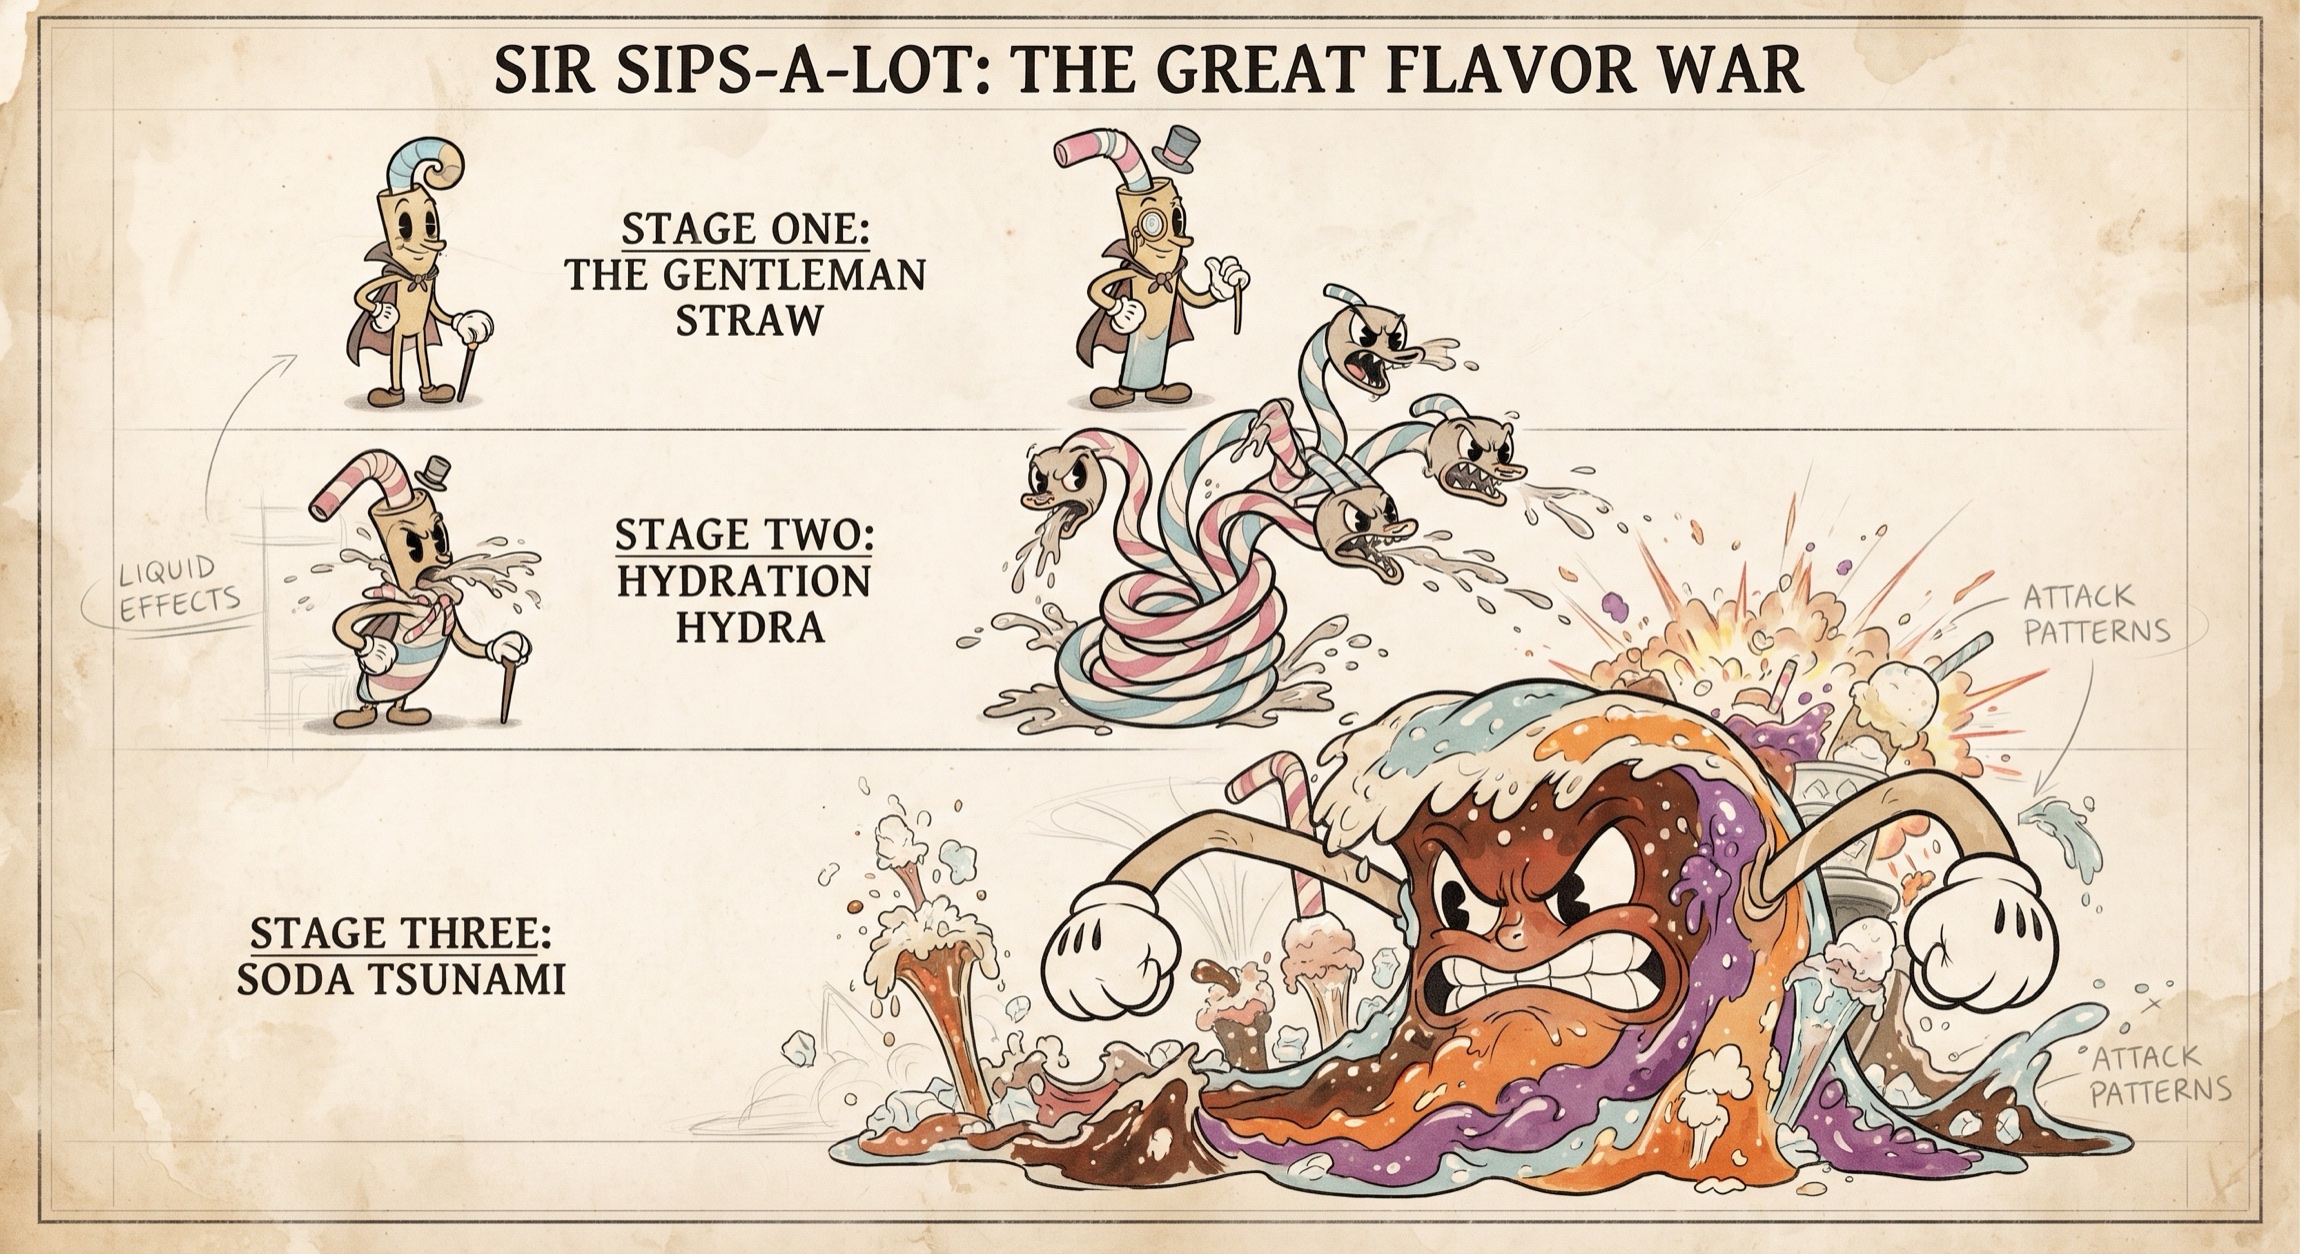 SIR SIPS-A-LOT: THE GREAT FLAVOR WAR
STAGE ONE:
THE GENTLEMAN
STRAW
LIQUID
EFFECTS
STAGE TWO:
HYDRATION
HYDRA
ATTACK
PATTERNS
STAGE THREE:
SODA TSUNAMI
ATTACK
PATTERNS